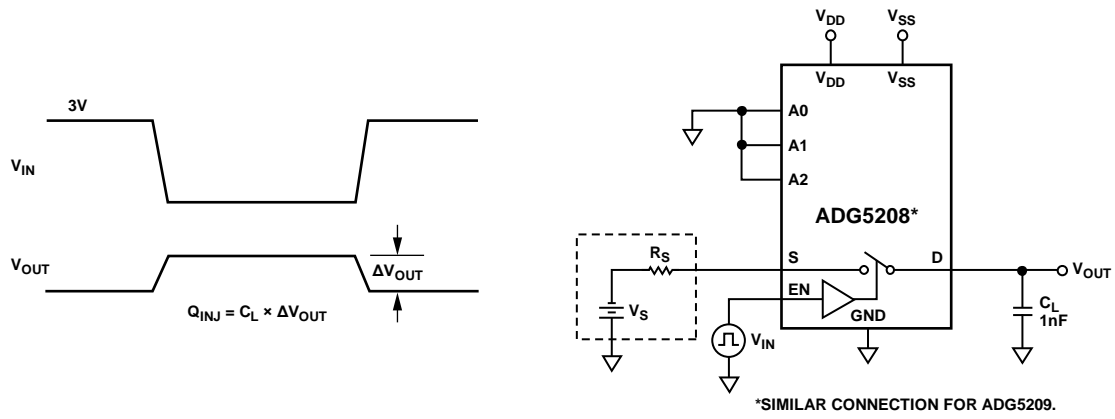 3V
V_IN
V_OUT
ΔV_OUT
Q_INJ = C_L × ΔV_OUT
V_DD
V_SS
V_DD
V_SS
A0
A1
A2
ADG5208*
R_S
S
D
V_OUT
EN
V_S
GND
C_L
1nF
V_IN
*SIMILAR CONNECTION FOR ADG5209.